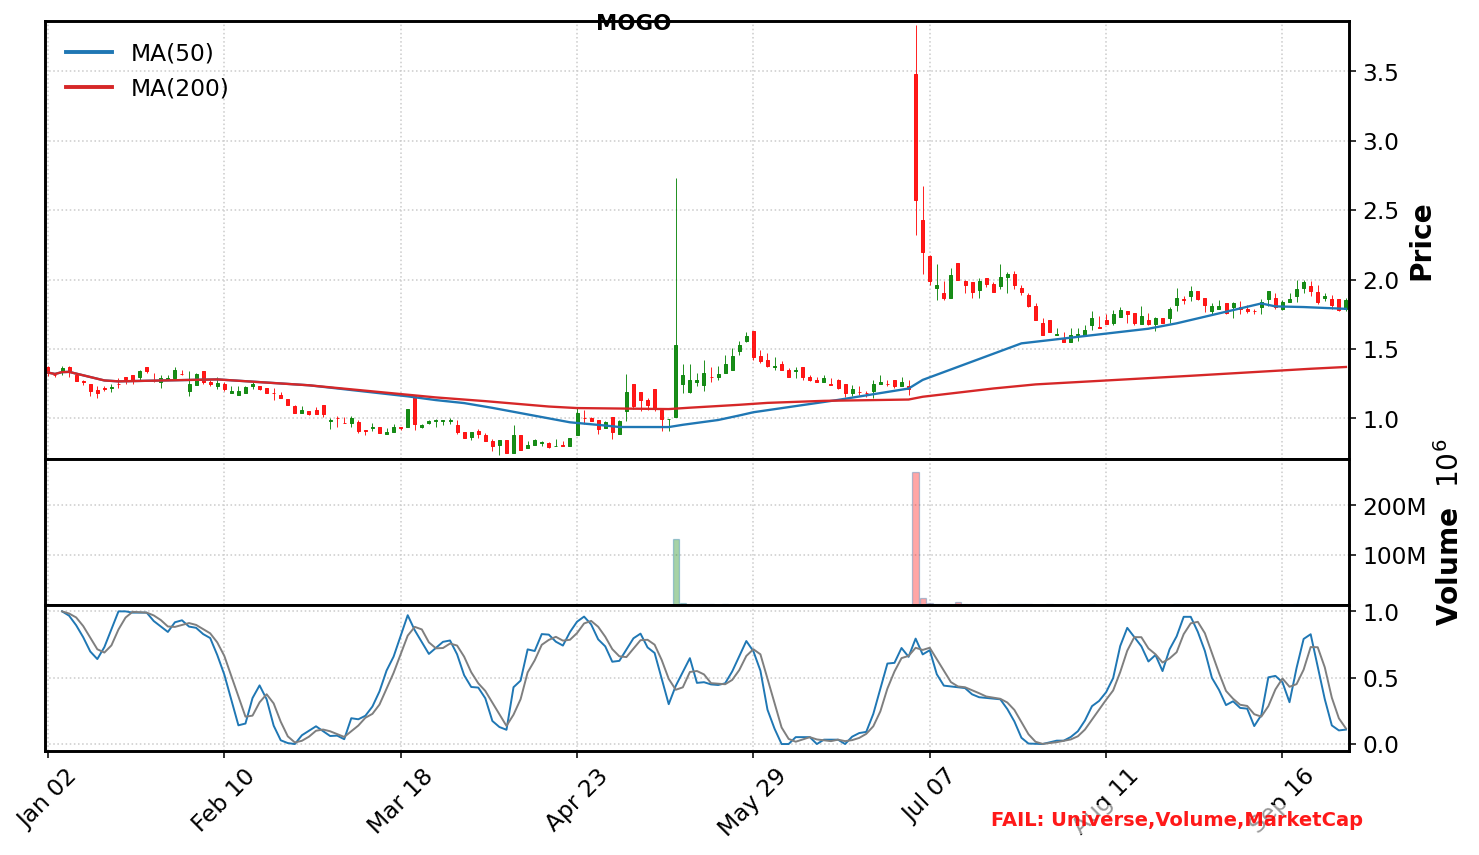 MOGO
MA(50)
MA(200)
3.5
3.0
2.5
2.0
1.5
1.0
Price
10^6
200M
100M
Volume
1.0
0.5
0.0
Jan 02
Feb 10
Mar 18
Apr 23
May 29
Jul 07
Aug 11
Sep 16
FAIL: Universe,Volume,MarketCap